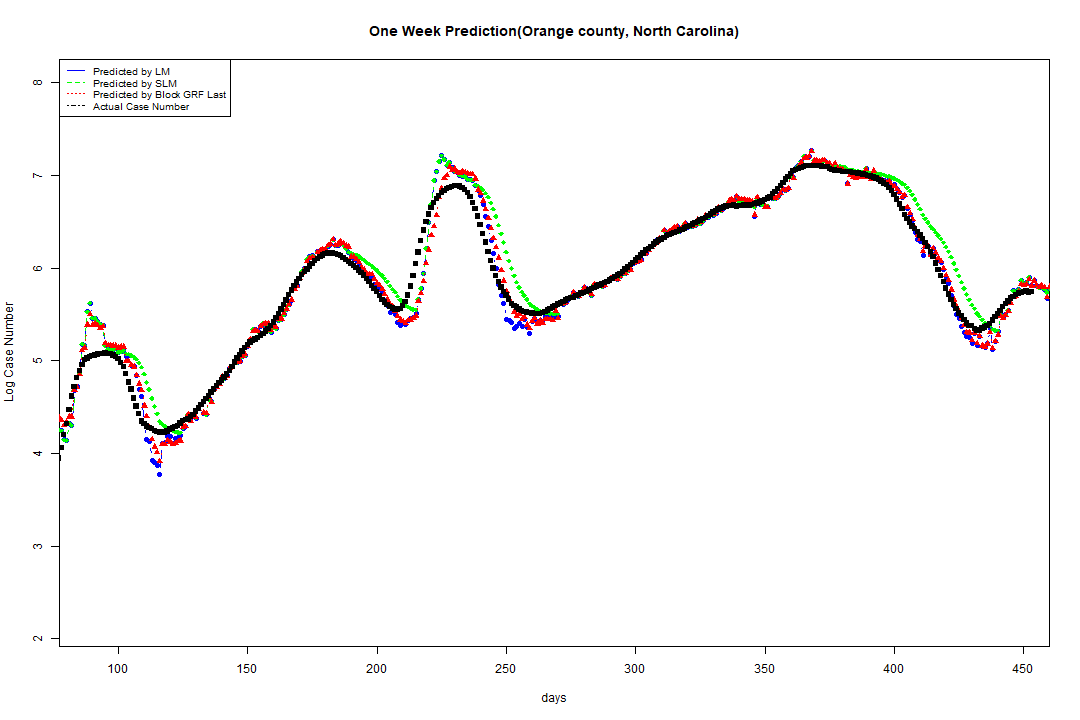 One Week Prediction(Orange county, North Carolina)
Predicted by LM
Predicted by SLM
Predicted by Block GRF Last
Actual Case Number
8
7
6
5
4
3
2
Log Case Number
100 150 200 250 300 350 400 450
days